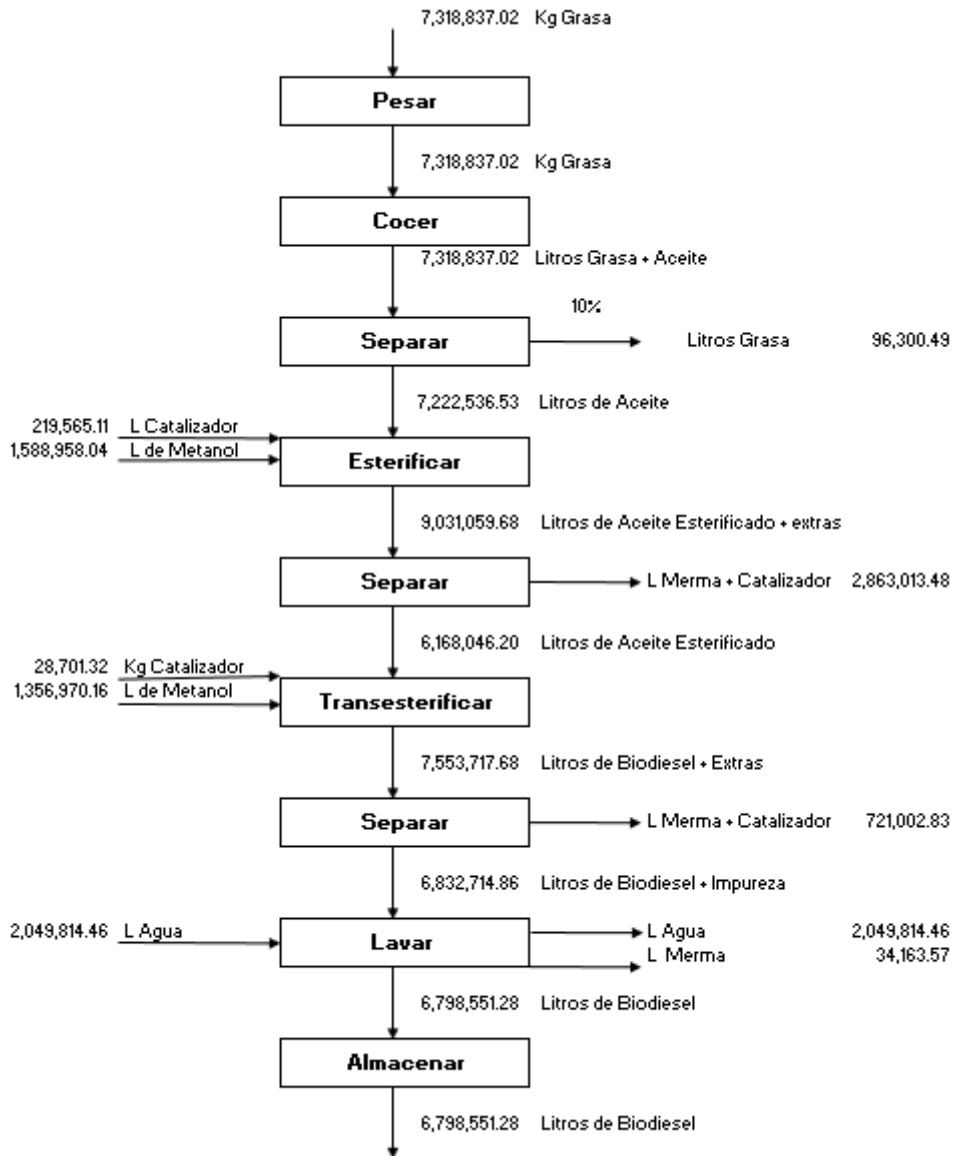 7,318,837.02 Kg Grasa
Pesar
7,318,837.02 Kg Grasa
Cocer
7,318,837.02 Litros Grasa + Aceite
10%
Separar Litros Grasa 96,300.49
7,222,536.53 Litros de Aceite
219,565.11 L Catalizador
1,588,958.04 L de Metanol
Esterificar
9,031,059.68 Litros de Aceite Esterificado + extras
Separar L Merma + Catalizador 2,863,013.48
6,168,046.20 Litros de Aceite Esterificado
28,701.32 Kg Catalizador
1,356,970.16 L de Metanol
Transesterificar
7,553,717.68 Litros de Biodiesel + Extras
Separar L Merma + Catalizador 721,002.83
6,832,714.86 Litros de Biodiesel + Impureza
2,049,814.46 L Agua Lavar L Agua 2,049,814.46
L Merma 34,163.57
6,798,551.28 Litros de Biodiesel
Almacenar
6,798,551.28 Litros de Biodiesel